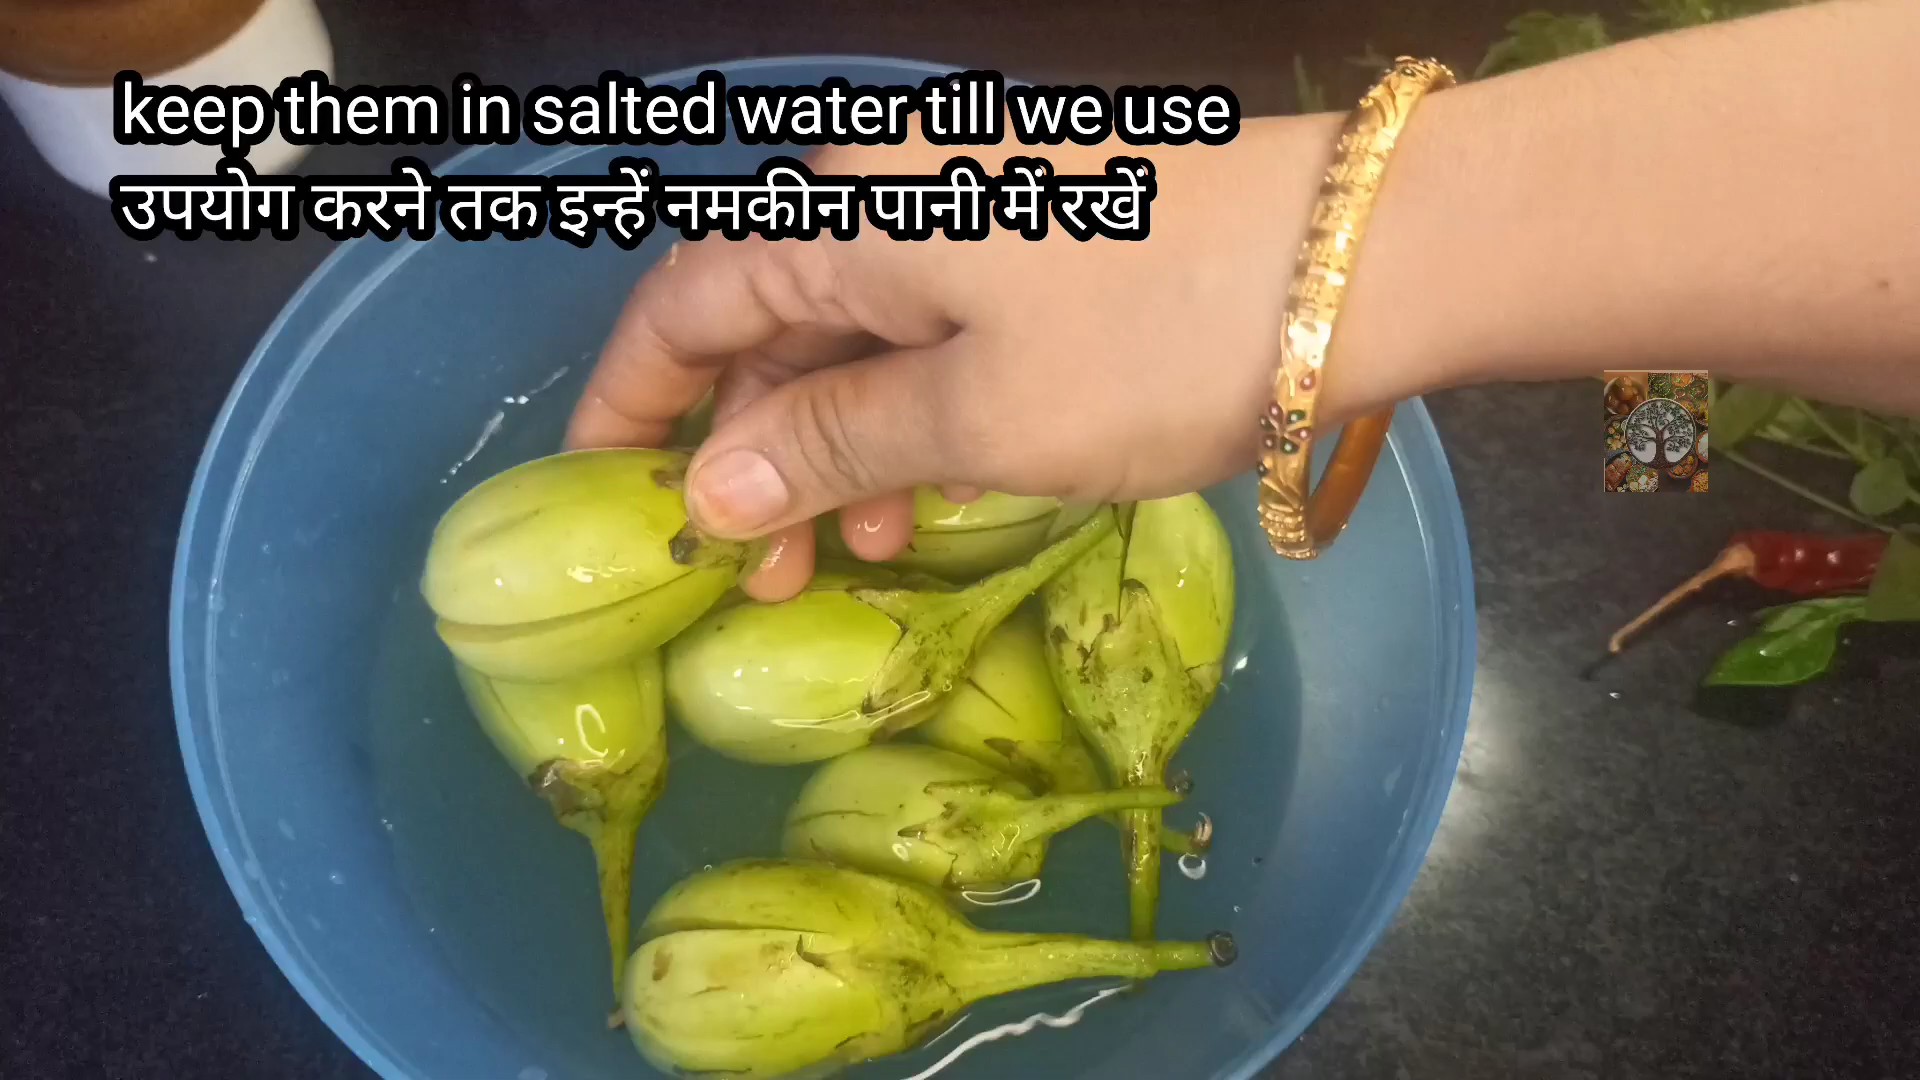 keep them in salted water till we use
उपयोग करने तक इन्हें नमकीन पानी में रखें